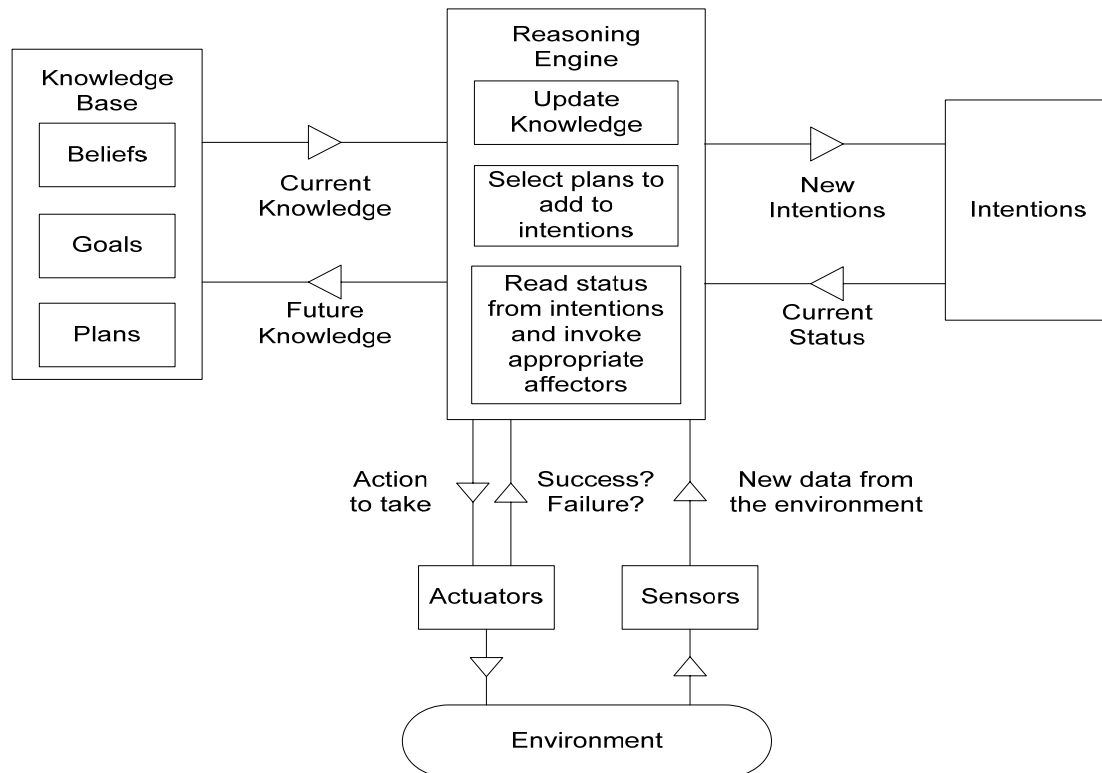 Knowledge
Base
Beliefs
Goals
Plans
Current
Knowledge
Future
Knowledge
Reasoning
Engine
Update
Knowledge
Select plans to
add to
intentions
Read status
from intentions
and invoke
appropriate
affectors
New
Intentions
Current
Status
Intentions
Action
to take
Success?
Failure?
New data from
the environment
Actuators
Sensors
Environment